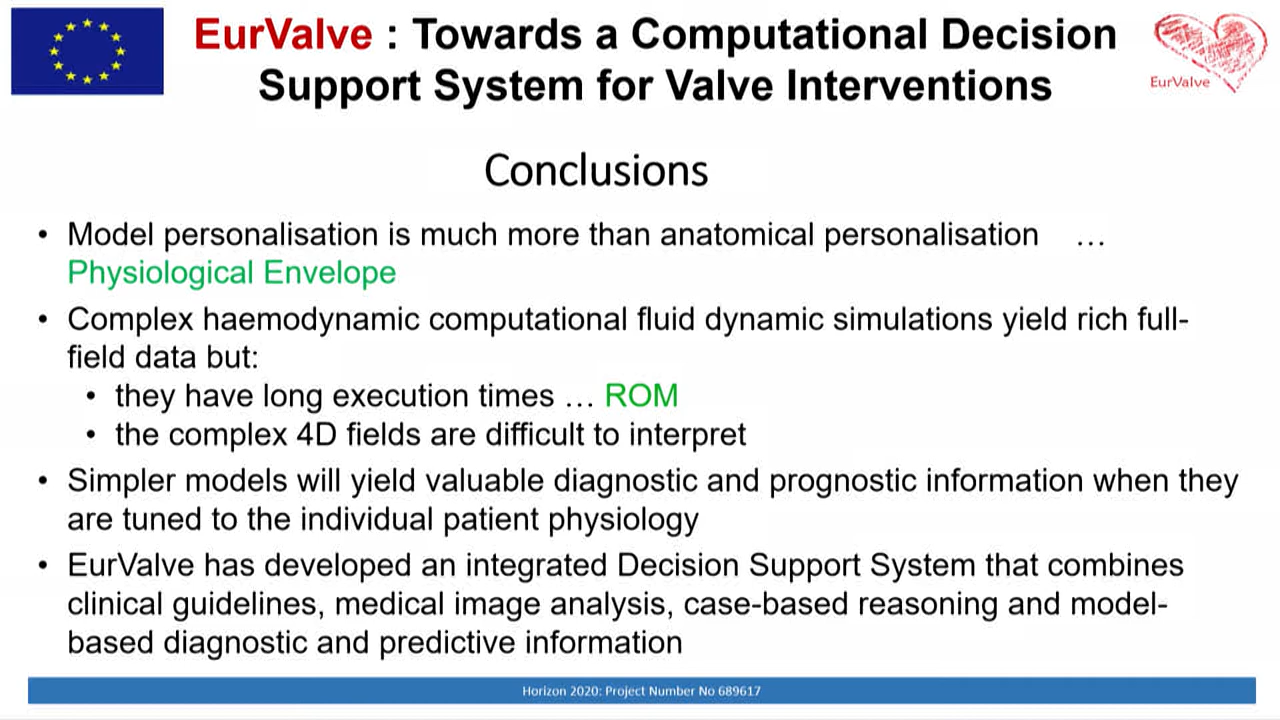 EurValve : Towards a Computational Decision
Support System for Valve Interventions
EurValve
Conclusions
• Model personalisation is much more than anatomical personalisation …
Physiological Envelope
• Complex haemodynamic computational fluid dynamic simulations yield rich full-
field data but:
• they have long execution times … ROM
• the complex 4D fields are difficult to interpret
• Simpler models will yield valuable diagnostic and prognostic information when they
are tuned to the individual patient physiology
• EurValve has developed an integrated Decision Support System that combines
clinical guidelines, medical image analysis, case-based reasoning and model-
based diagnostic and predictive information
Horizon 2020: Project Number No 689617